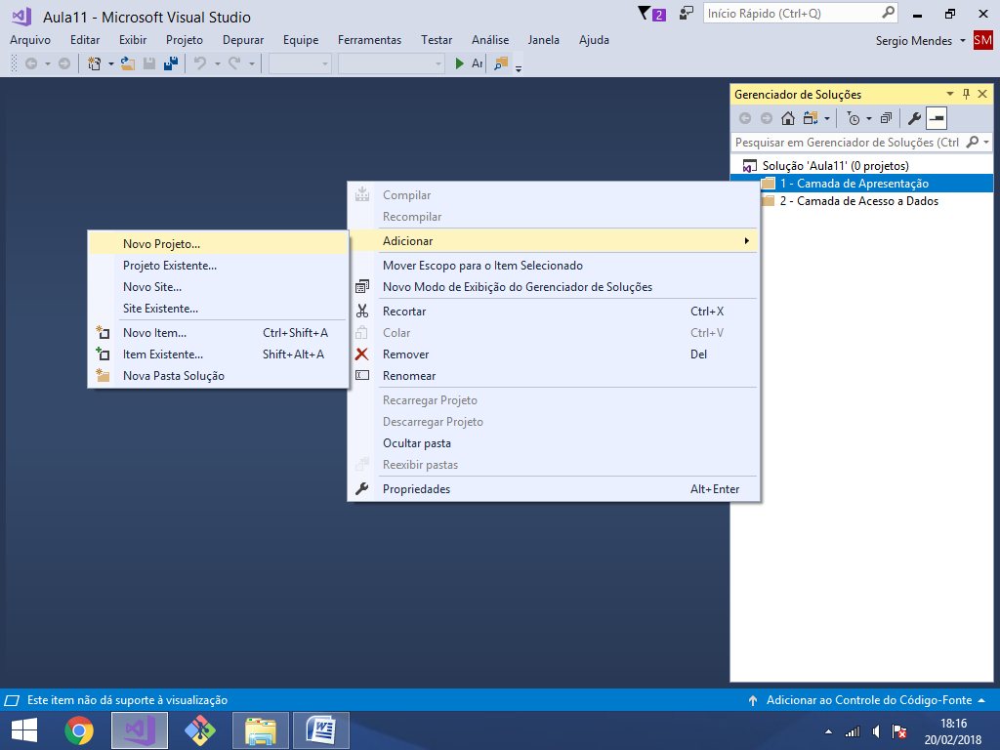 Aula11 - Microsoft Visual Studio
2
Início Rápido (Ctrl+Q)
Arquivo Editar Exibir Projeto Depurar Equipe Ferramentas Testar Análise Janela Ajuda
Sergio Mendes
SM
Gerenciador de Soluções
Pesquisar em Gerenciador de Soluções (Ctrl
Solução 'Aula11' (0 projetos)
1 - Camada de Apresentação
2 - Camada de Acesso a Dados
Compilar
Recompilar
Adicionar
Mover Escopo para o Item Selecionado
Novo Modo de Exibição do Gerenciador de Soluções
Recortar Ctrl+X
Colar Ctrl+V
Remover Del
Renomear
Recarregar Projeto
Descarregar Projeto
Ocultar pasta
Reexibir pastas
Propriedades Alt+Enter
Novo Projeto...
Projeto Existente...
Novo Site...
Site Existente...
Novo Item... Ctrl+Shift+A
Item Existente... Shift+Alt+A
Nova Pasta Solução
Este item não dá suporte à visualização
Adicionar ao Controle do Código-Fonte
18:16
20/02/2018